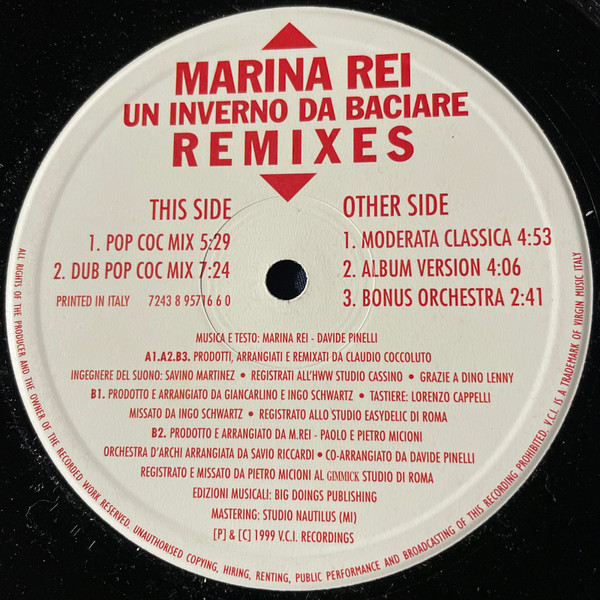 MARINA REI
UN INVERNO DA BACIARE
REMIXES
THIS SIDE
1. POP COC MIX 5:29
2. DUB POP COC MIX 7:24
PRINTED IN ITALY 7243 8 95716 6 0
OTHER SIDE
1. MODERATA CLASSICA 4:53
2. ALBUM VERSION 4:06
3. BONUS ORCHESTRA 2:41
MUSICA E TESTO: MARINA REI - DAVIDE PINELLI
A1.A2.B3. PRODOTTI, ARRANGIATI E REMIXATI DA CLAUDIO COCCOLUTO
INGEGNERE DEL SUONO: SAVINO MARTINEZ • REGISTRATI ALL'HWW STUDIO CASSINO • GRAZIE A DINO LENNY
B1. PRODOTTO E ARRANGIATO DA GIANCARLINO E INGO SCHWARTZ • TASTIERE: LORENZO CAPPELLI
MISSATO DA INGO SCHWARTZ • REGISTRATO ALLO STUDIO EASYDELIC DI ROMA
B2. PRODOTTO E ARRANGIATO DA M.REI - PAOLO E PIETRO MICIONI
ORCHESTRA D'ARCHI ARRANGIATA DA SAVIO RICCARDI • CO-ARRANGIATO DA DAVIDE PINELLI
REGISTRATO E MISSATO DA PIETRO MICIONI AL GIMMICK STUDIO DI ROMA
EDIZIONI MUSICALI: BIG DOINGS PUBLISHING
MASTERING: STUDIO NAUTILUS (MI)
[P] & [C] 1999 V.C.I. RECORDINGS
ALL RIGHTS OF THE PRODUCER AND THE OWNER OF THE RECORDED WORK RESERVED. UNAUTHORISED COPYING, HIRING, RENTING, PUBLIC PERFORMANCE AND BROADCASTING OF THIS RECORDING PROHIBITED. V.C.I. IS A TRADEMARK OF VIRGIN MUSIC ITALY